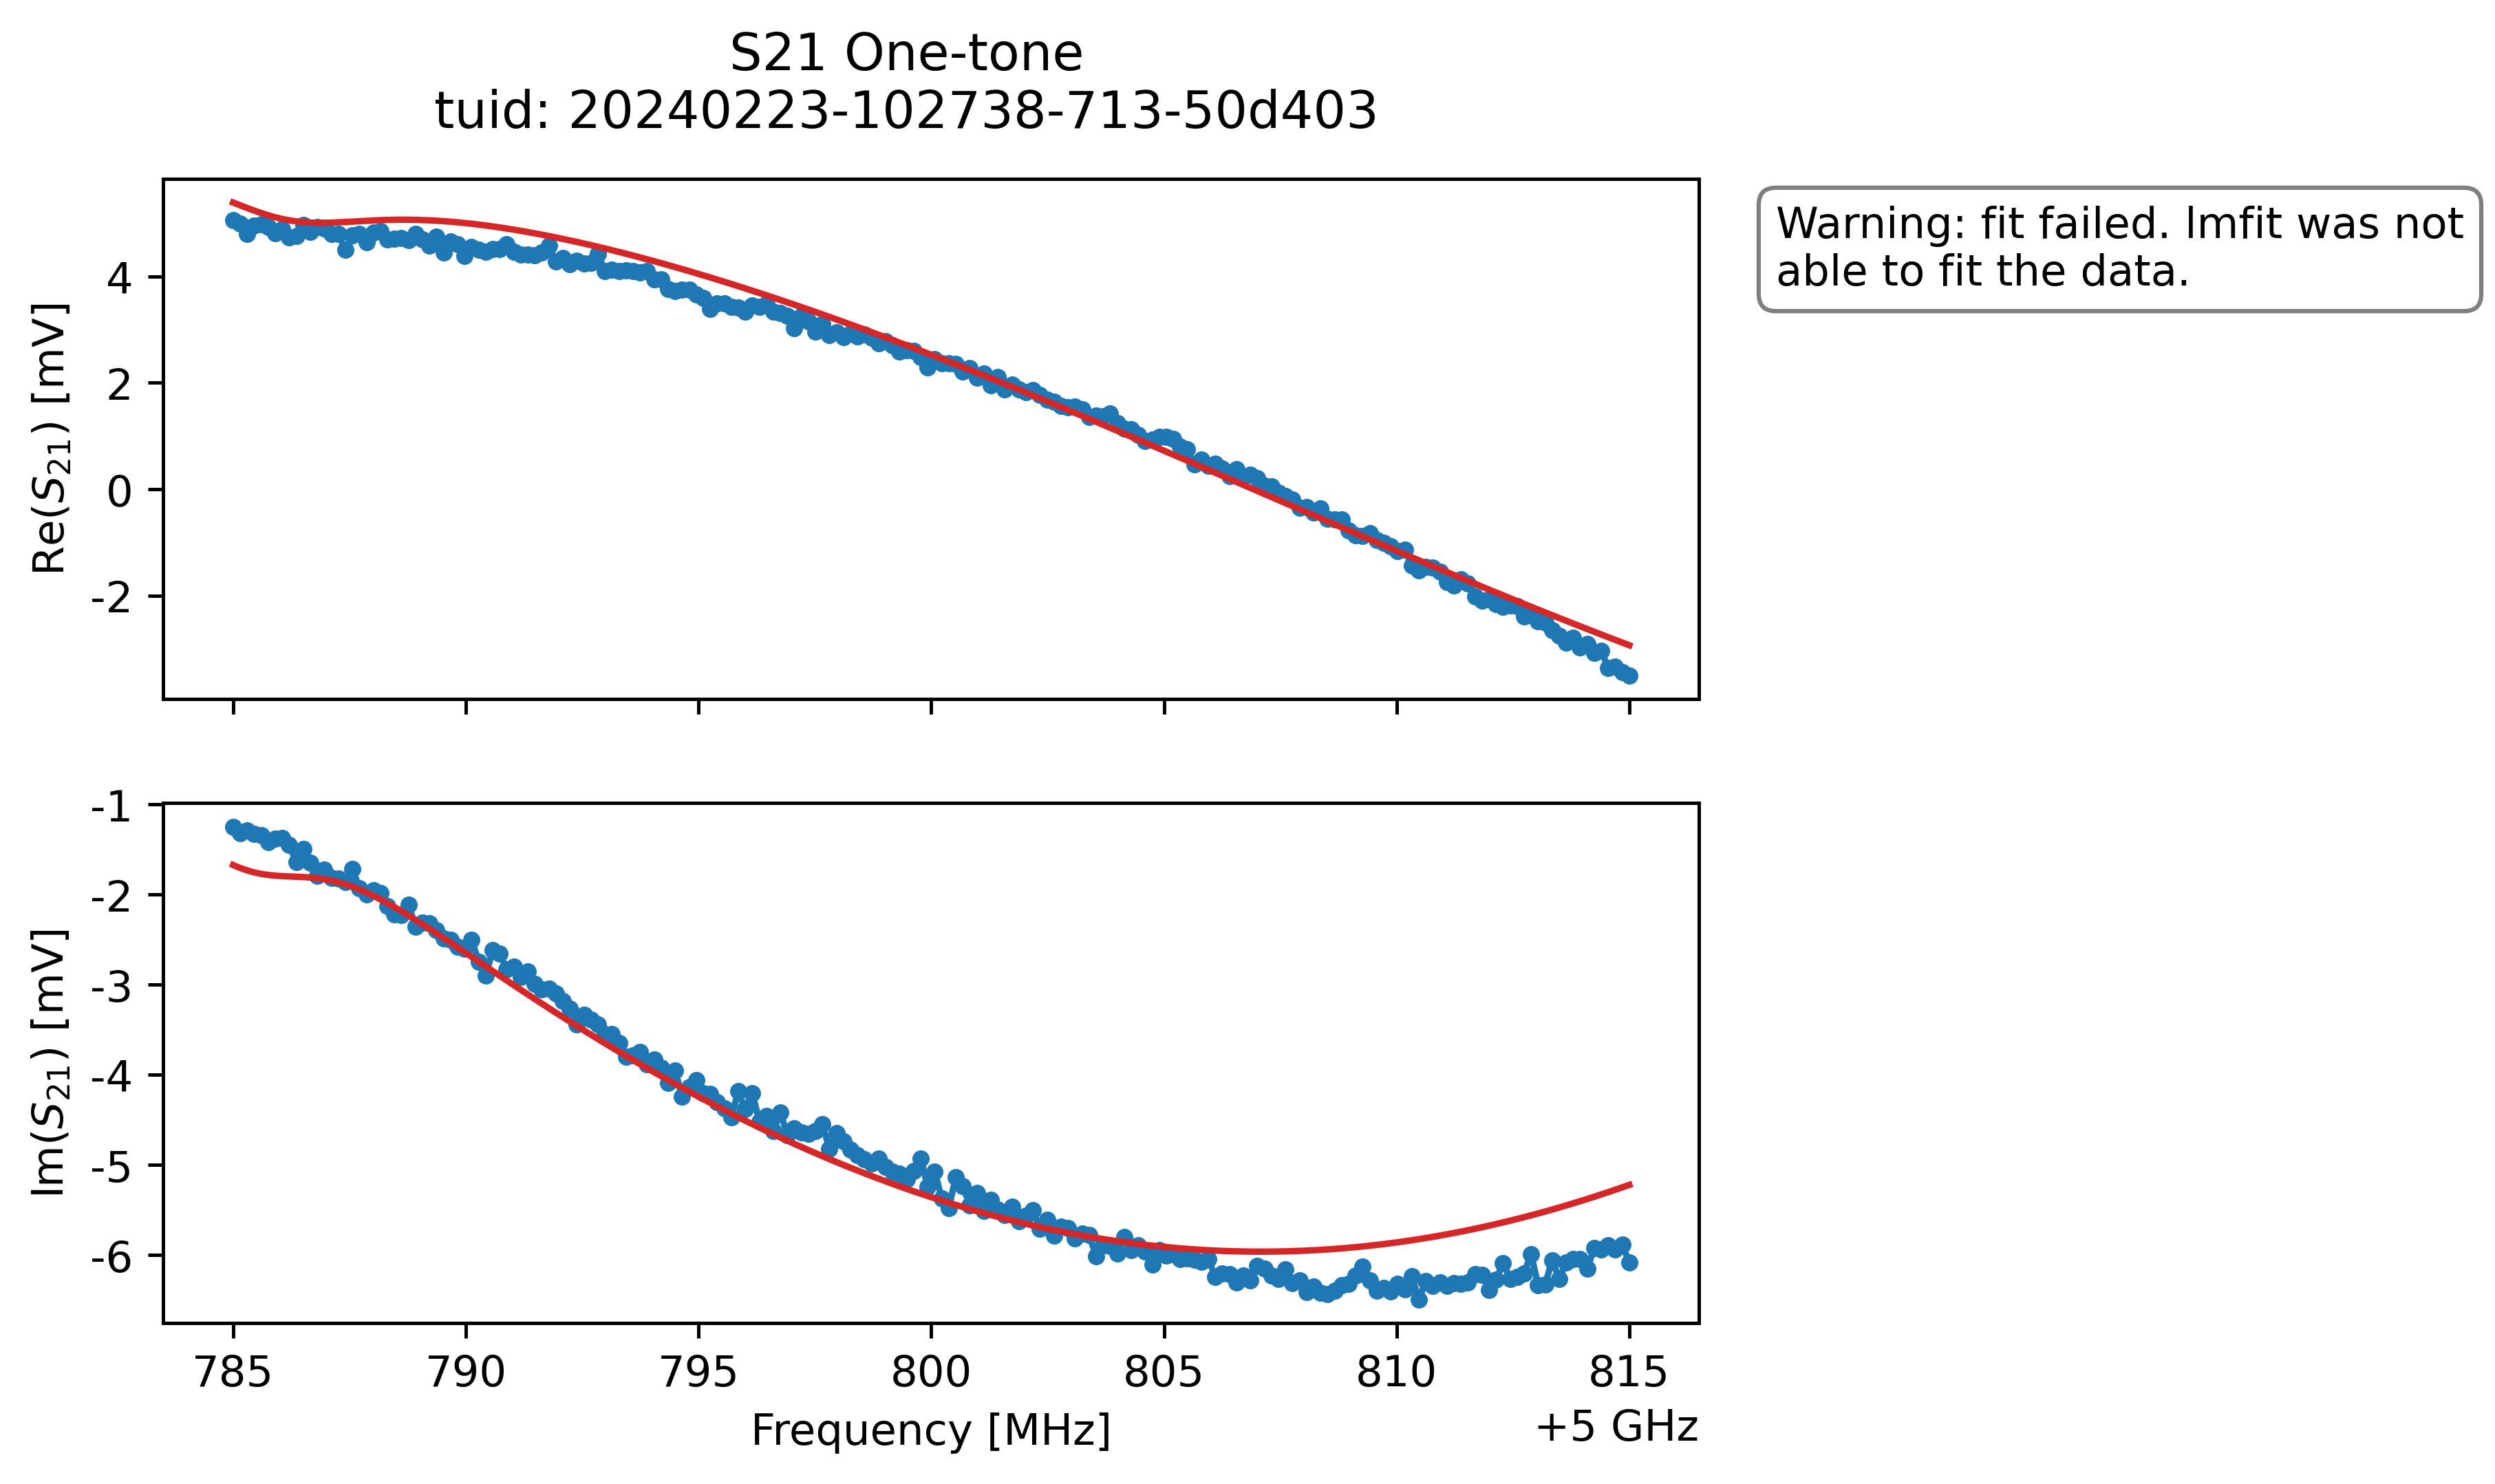 S21 One-tone
tuid: 20240223-102738-713-50d403
Warning: fit failed. lmfit was not
able to fit the data.
Re(S21) [mV]
4
2
0
-2
Im(S21) [mV]
-1
-2
-3
-4
-5
-6
785 790 795 800 805 810 815
Frequency [MHz]
+5 GHz